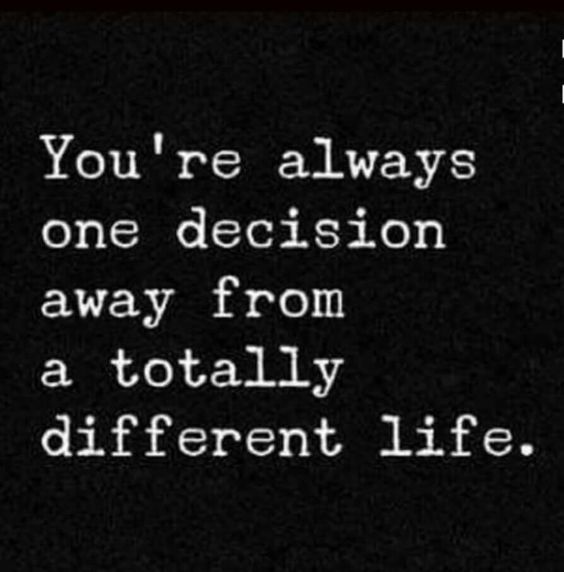 You're always
one decision
away from
a totally
different life.